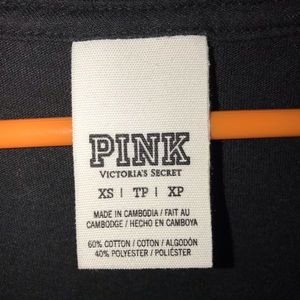 PINK
VICTORIA'S SECRET
XS | TP | XP
MADE IN CAMBODIA / FAIT AU
CAMBODGE / HECHO EN CAMBOYA
60% COTTON / COTON / ALGODÓN
40% POLYESTER / POLIÉSTER